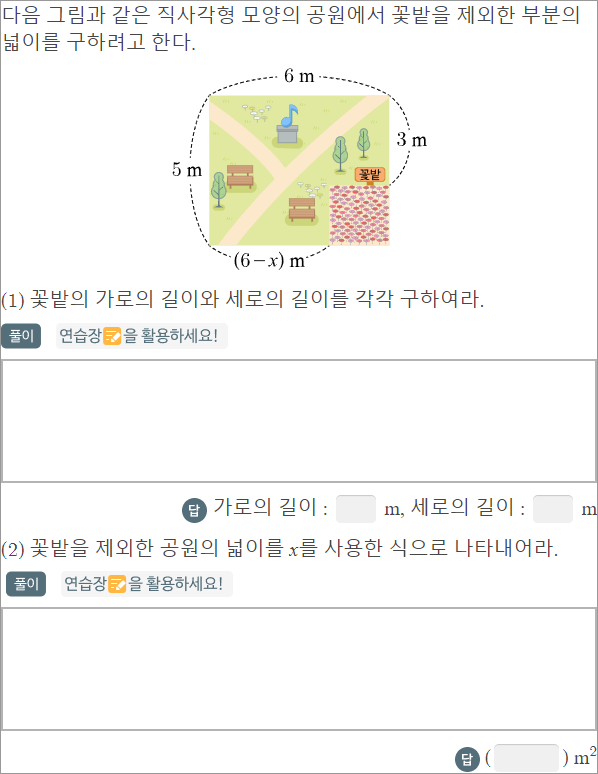 다음 그림과 같은 직사각형 모양의 공원에서 꽃밭을 제외한 부분의
넓이를 구하려고 한다.
6 m
3 m
5 m
꽃밭
(6-x) m
(1) 꽃밭의 가로의 길이와 세로의 길이를 각각 구하여라.
풀이 연습장을 활용하세요!
답 가로의 길이 : m, 세로의 길이 : m
(2) 꽃밭을 제외한 공원의 넓이를 x를 사용한 식으로 나타내어라.
풀이 연습장을 활용하세요!
답 ( ) m²